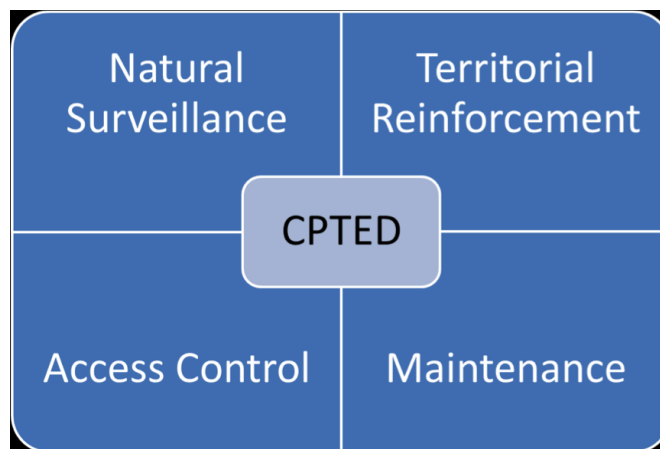 Natural
Surveillance
Territorial
Reinforcement
CPTED
Access Control
Maintenance